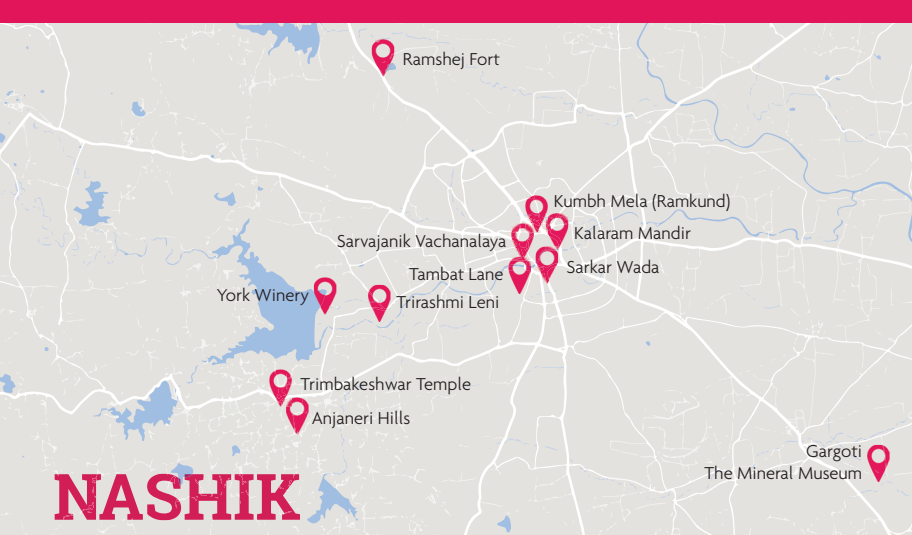 Ramshej Fort
Kumbh Mela (Ramkund)
Kalaram Mandir
Sarvajanik Vachanalaya
Sarkar Wada
Tambat Lane
York Winery
Trirashmi Leni
Trimbakeshwar Temple
Anjaneri Hills
Gargoti
The Mineral Museum
NASHIK